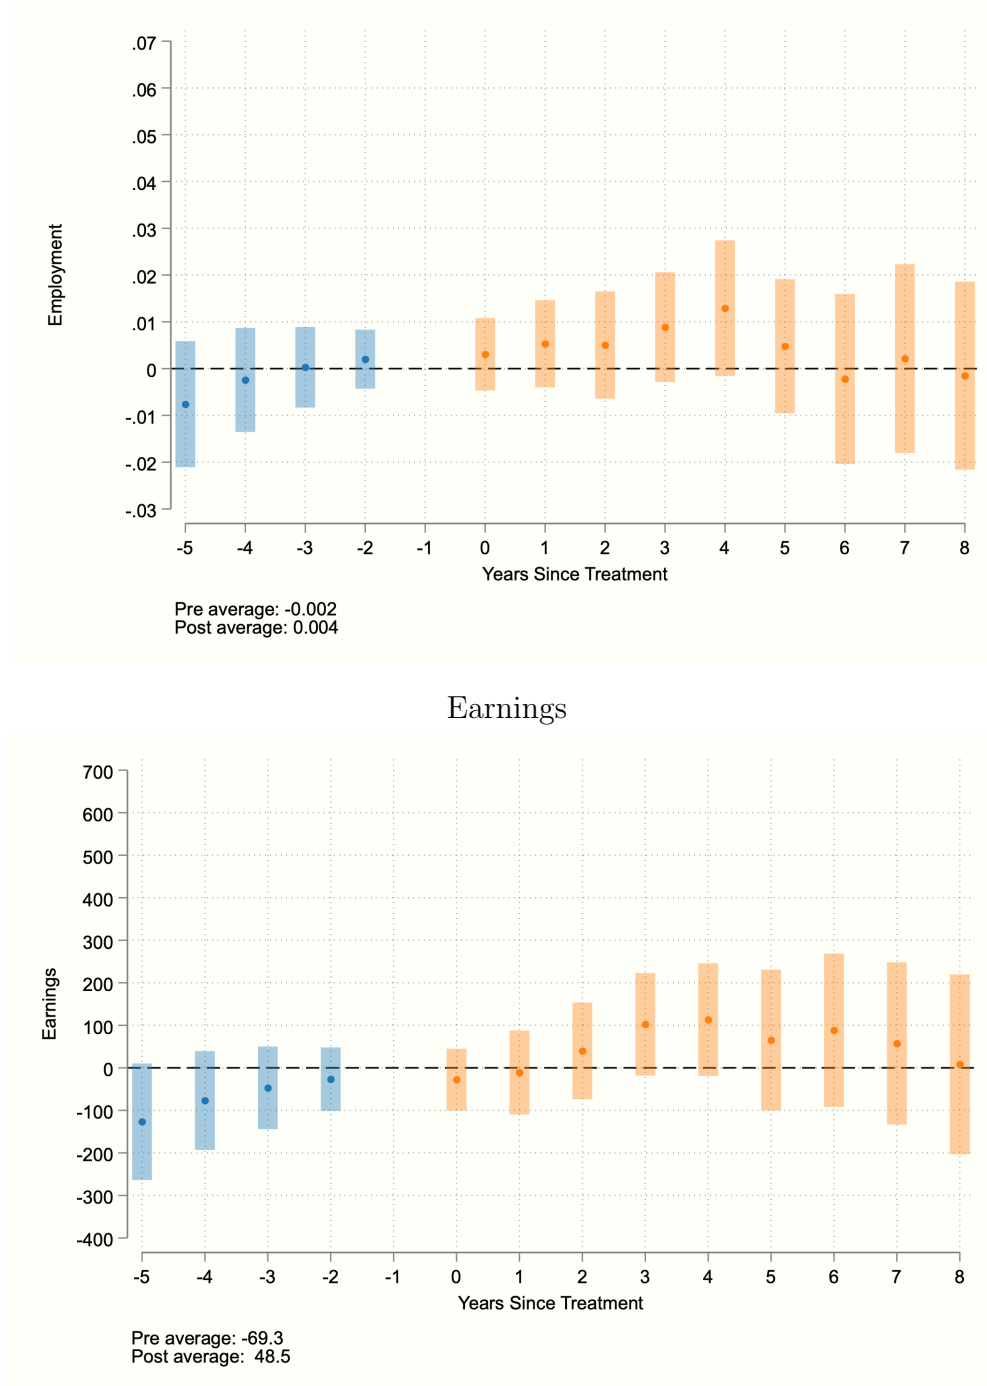 .07
.06
.05
.04
.03
.02
.01
0
-.01
-.02
-.03
Employment
-5 -4 -3 -2 -1 0 1 2 3 4 5 6 7 8
Years Since Treatment
Pre average: -0.002
Post average: 0.004
Earnings
700
600
500
400
300
200
100
0
-100
-200
-300
-400
Earnings
-5 -4 -3 -2 -1 0 1 2 3 4 5 6 7 8
Years Since Treatment
Pre average: -69.3
Post average:  48.5